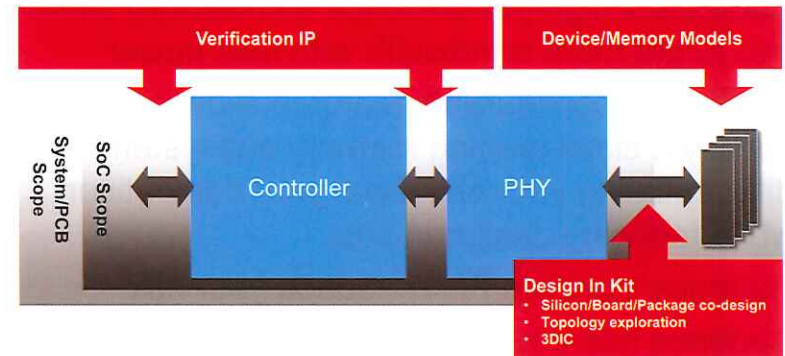 Verification IP
Device/Memory Models
System/PCB
Scope
SoC Scope
Controller
PHY
Design In Kit
• Silicon/Board/Package co-design
• Topology exploration
• 3DIC